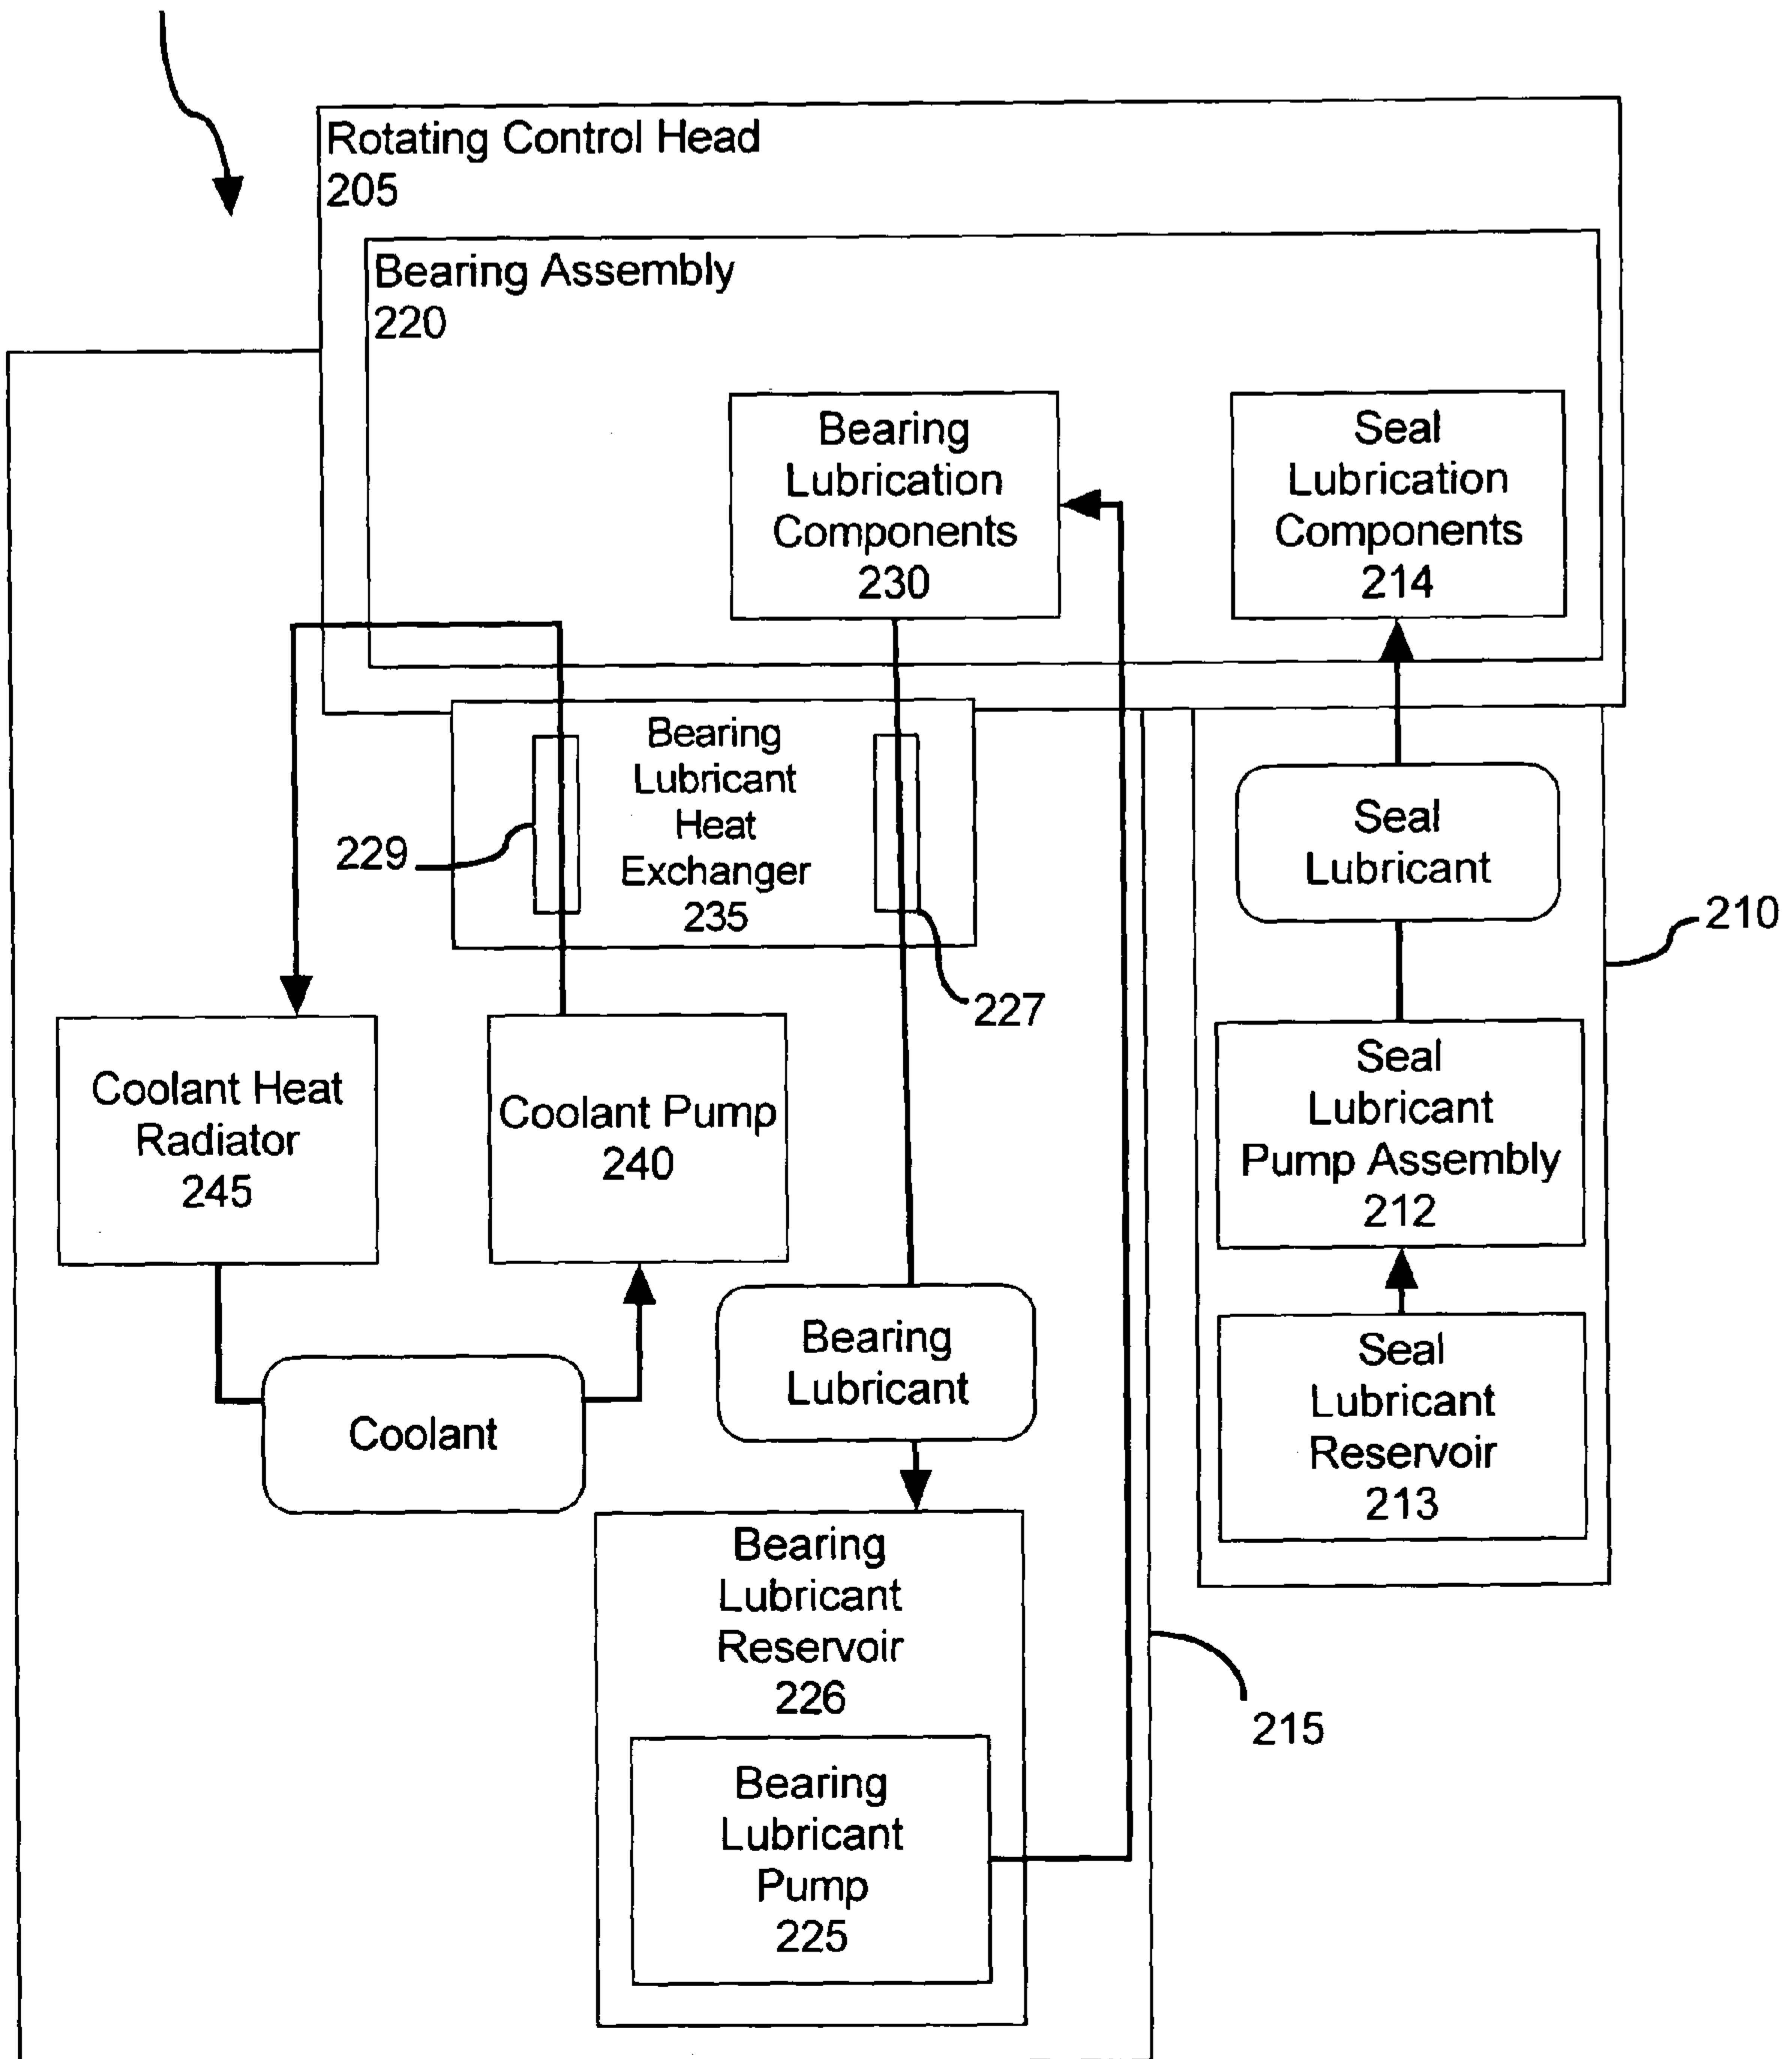 Rotating Control Head
205
Bearing Assembly
220
Bearing
Lubrication
Components
230
Seal
Lubrication
Components
214
Bearing
Lubricant
Heat
Exchanger
235
229
227
Seal
Lubricant
210
Coolant Heat
Radiator
245
Coolant Pump
240
Seal
Lubricant
Pump Assembly
212
Bearing
Lubricant
Coolant
Seal
Lubricant
Reservoir
213
Bearing
Lubricant
Reservoir
226
215
Bearing
Lubricant
Pump
225